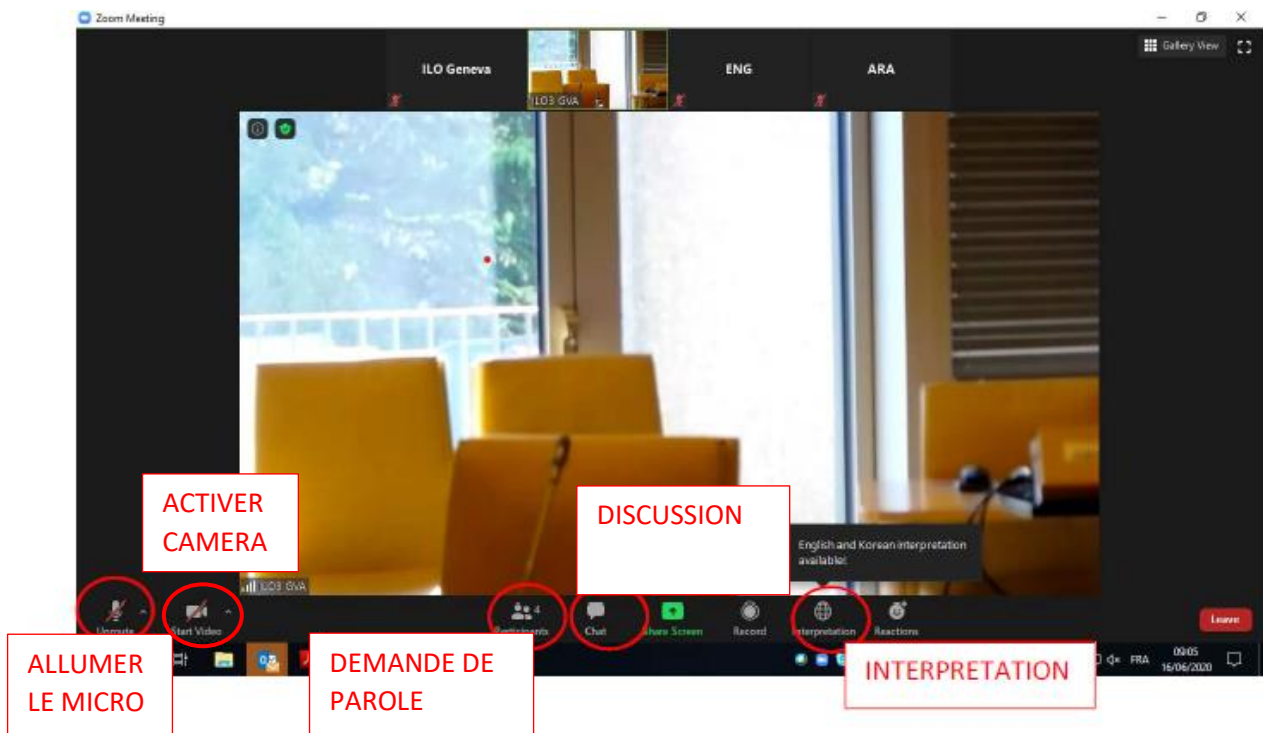 Zoom Meeting
Gallery View
ILO Geneva
ILO3 GVA
ENG
ARA
ACTIVER
CAMERA
DISCUSSION
English and Korean interpretation
available!
ILO3 GVA
4
Unmute
Start Video
Participants
Chat
Share Screen
Record
Interpretation
Reactions
Leave
ALLUMER
LE MICRO
DEMANDE DE
PAROLE
INTERPRETATION
FRA
09:05
16/06/2020